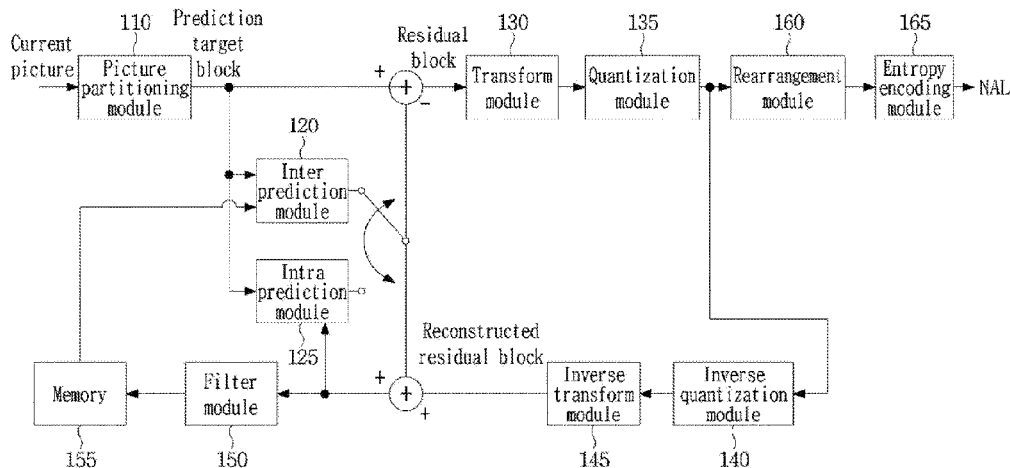 110
Prediction
target
block
130
135
160
165
Current
picture
Picture
partitioning
module
+
+
−
Residual
block
Transform
module
Quantization
module
Rearrangement
module
Entropy
encoding
module
NAL
120
Inter
prediction
module
Intra
prediction
module
125
Reconstructed
residual block
Memory
Filter
module
+
+
+
Inverse
transform
module
Inverse
quantization
module
155
150
145
140